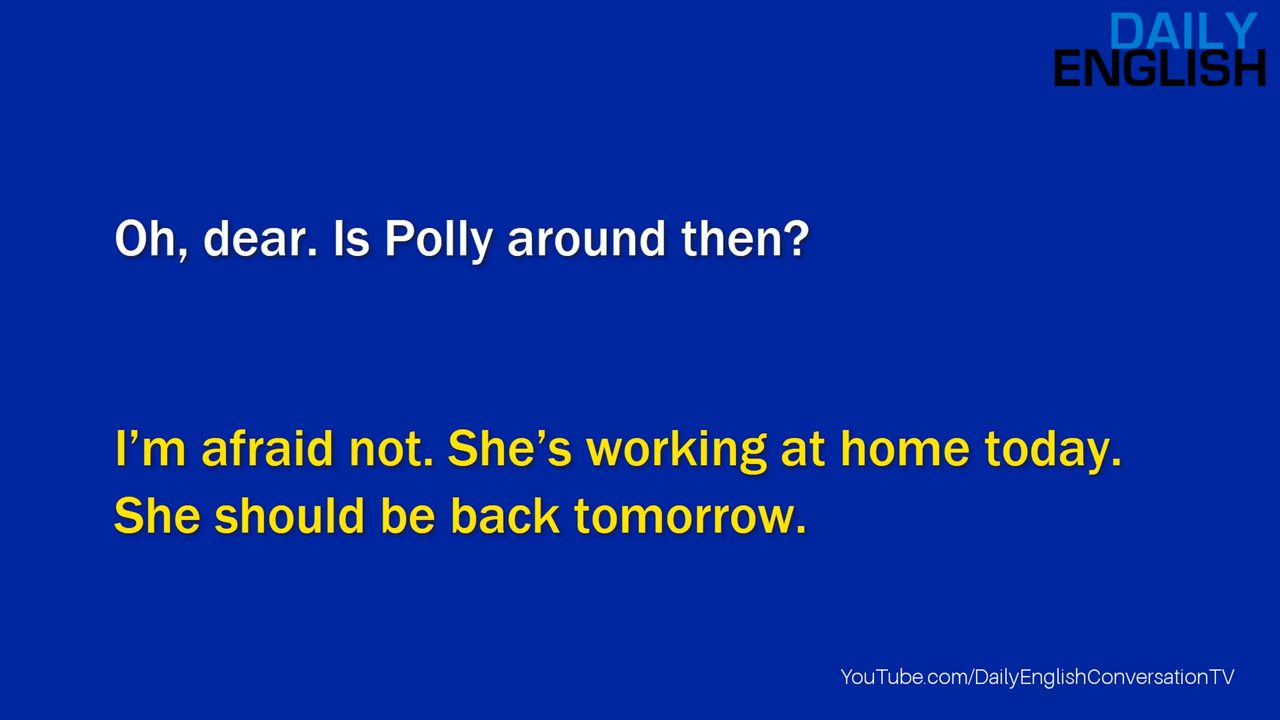 DAILY
ENGLISH
Oh, dear. Is Polly around then?
I’m afraid not. She’s working at home today.
She should be back tomorrow.
YouTube.com/DailyEnglishConversationTV